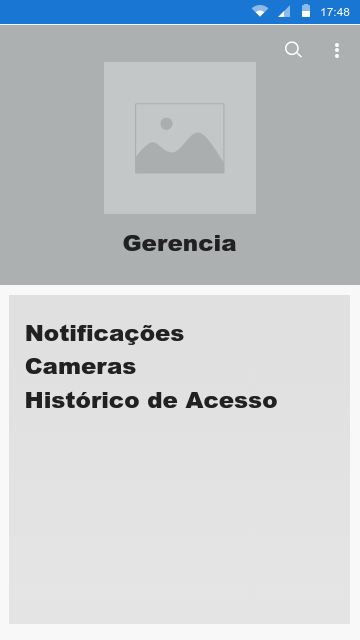 17:48
Gerencia
Notificações
Cameras
Histórico de Acesso